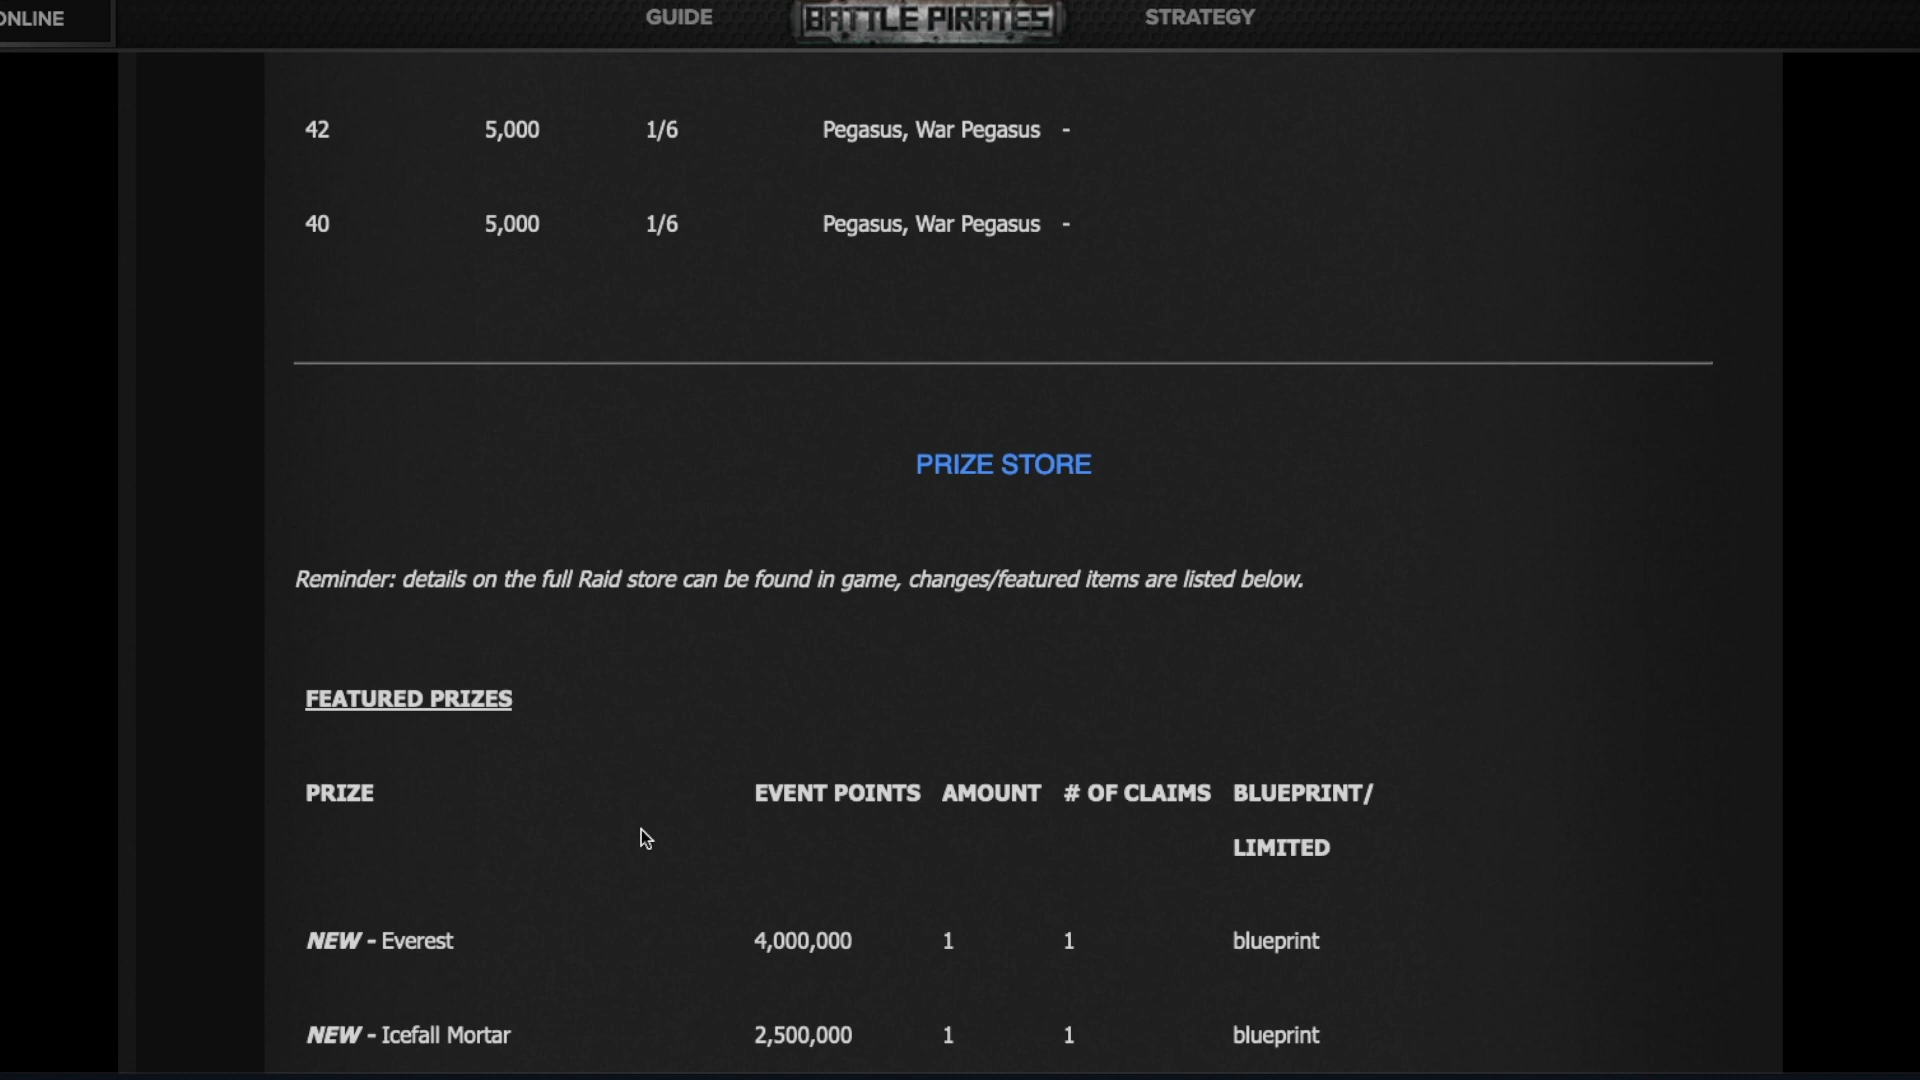 ONLINE GUIDE BATTLE PIRATES STRATEGY
42 5,000 1/6 Pegasus, War Pegasus -
40 5,000 1/6 Pegasus, War Pegasus -
PRIZE STORE
Reminder: details on the full Raid store can be found in game, changes/featured items are listed below.
FEATURED PRIZES
PRIZE EVENT POINTS AMOUNT # OF CLAIMS BLUEPRINT/
LIMITED
NEW - Everest 4,000,000 1 1 blueprint
NEW - Icefall Mortar 2,500,000 1 1 blueprint